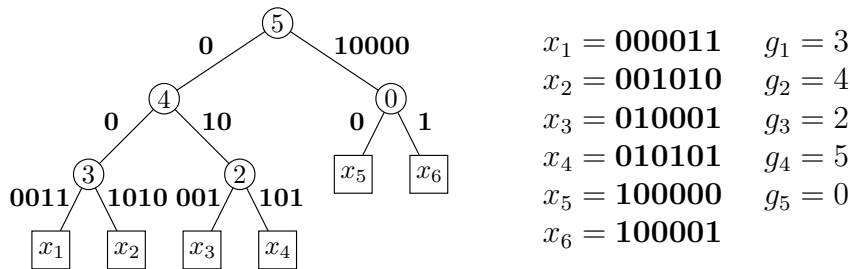 5
0 10000
4 0
0 10 0 1
3 2 x₅ x₆
0011 1010 001 101
x₁ x₂ x₃ x₄
x₁ = 000011 g₁ = 3
x₂ = 001010 g₂ = 4
x₃ = 010001 g₃ = 2
x₄ = 010101 g₄ = 5
x₅ = 100000 g₅ = 0
x₆ = 100001